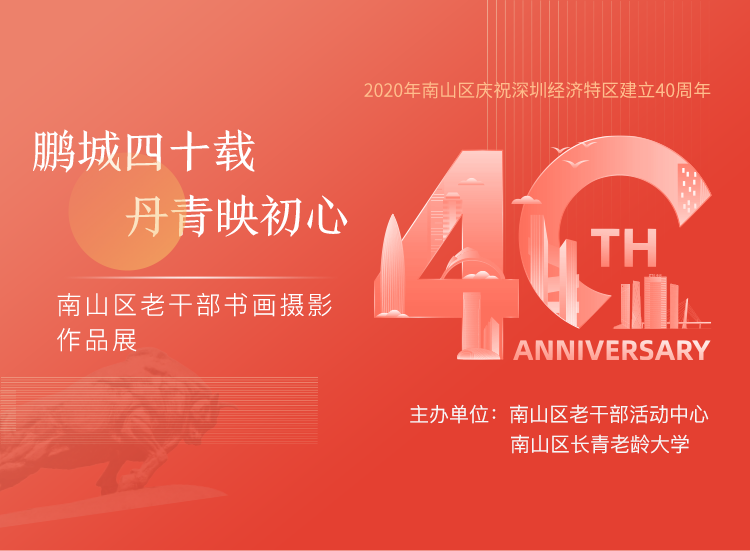 2020年南山区庆祝深圳经济特区建立40周年
鹏城四十载
丹青映初心
南山区老干部书画摄影
作品展
40
TH
ANNIVERSARY
主办单位：南山区老干部活动中心
南山区长青老龄大学